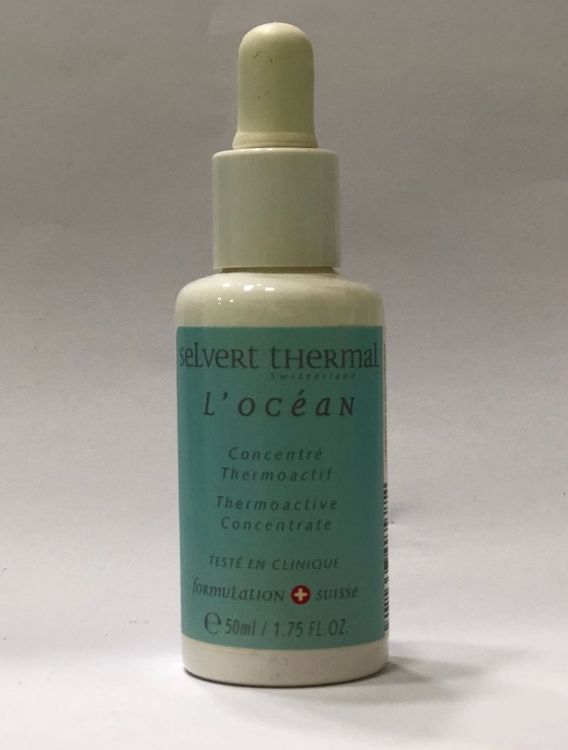 seLvert tHermaL
Switzerland
L'océan
Concentré
Thermoactif
Thermoactive
Concentrate
TESTÉ EN CLINIQUE
formuLation suisse
℮ 50ml / 1.75 FL.OZ.